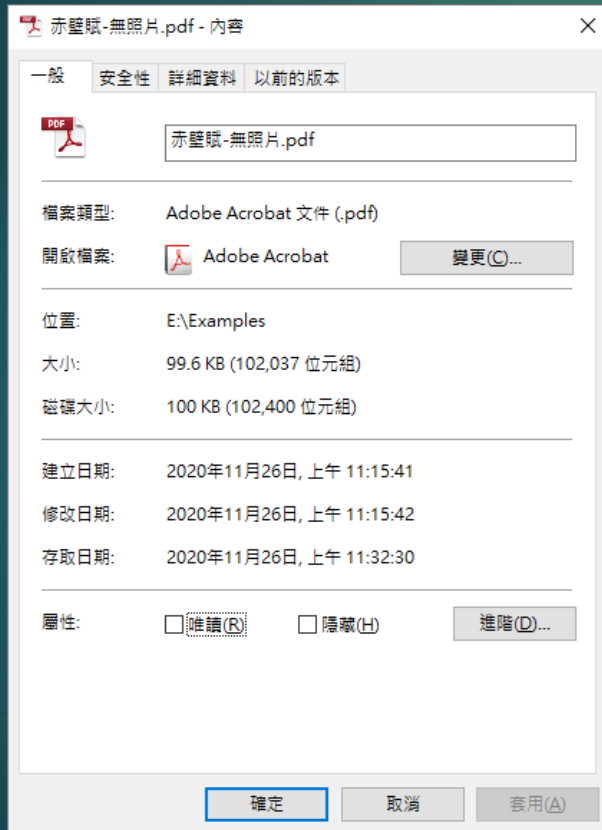 赤壁賦-無照片.pdf - 內容
一般 安全性 詳細資料 以前的版本
PDF
赤壁賦-無照片.pdf
檔案類型: Adobe Acrobat 文件 (.pdf)
開啟檔案: Adobe Acrobat 變更(C)...
位置: E:\Examples
大小: 99.6 KB (102,037 位元組)
磁碟大小: 100 KB (102,400 位元組)
建立日期: 2020年11月26日, 上午 11:15:41
修改日期: 2020年11月26日, 上午 11:15:42
存取日期: 2020年11月26日, 上午 11:32:30
屬性: 唯讀(R) 隱藏(H) 進階(D)...
確定 取消 套用(A)